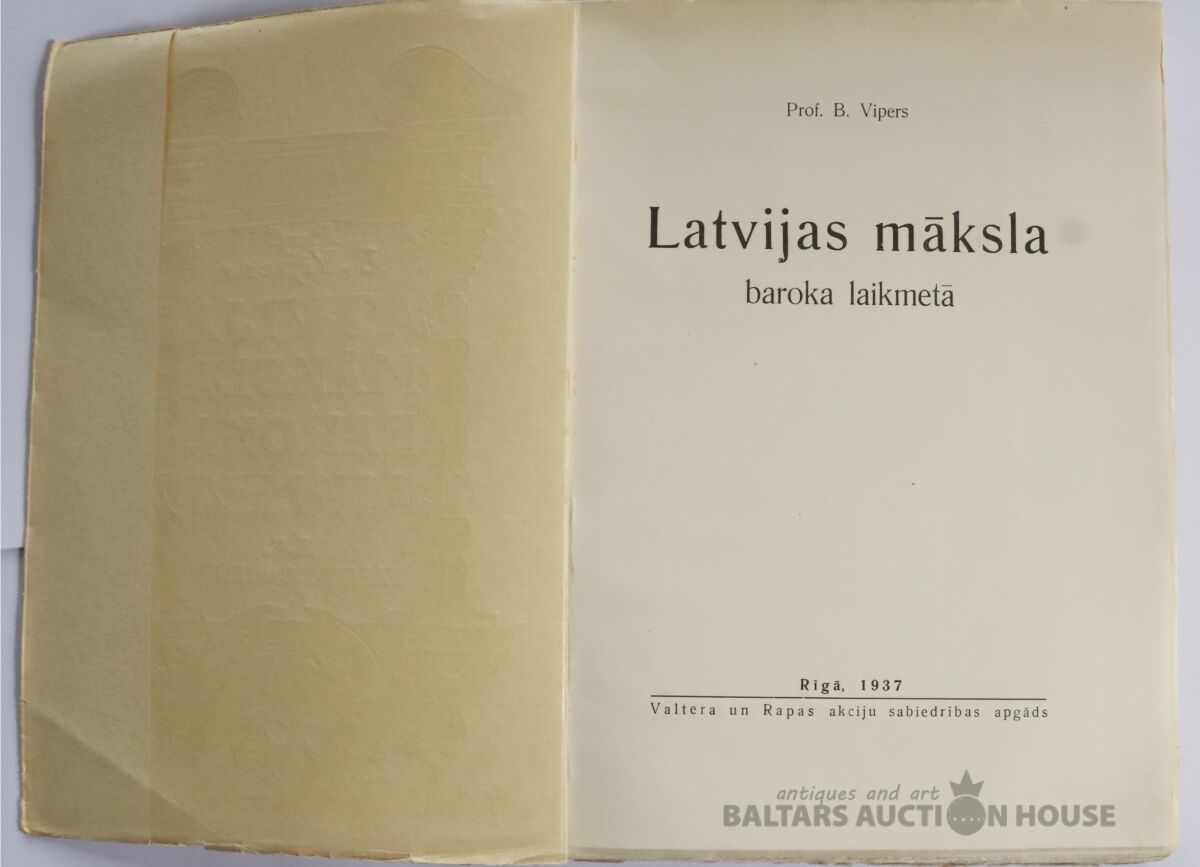 Prof. B. Vipers
Latvijas māksla
baroka laikmetā
Rīgā, 1937
Valtera un Rapas akciju sabiedrības apgāds
antiques and art
BALTARS AUCTION HOUSE